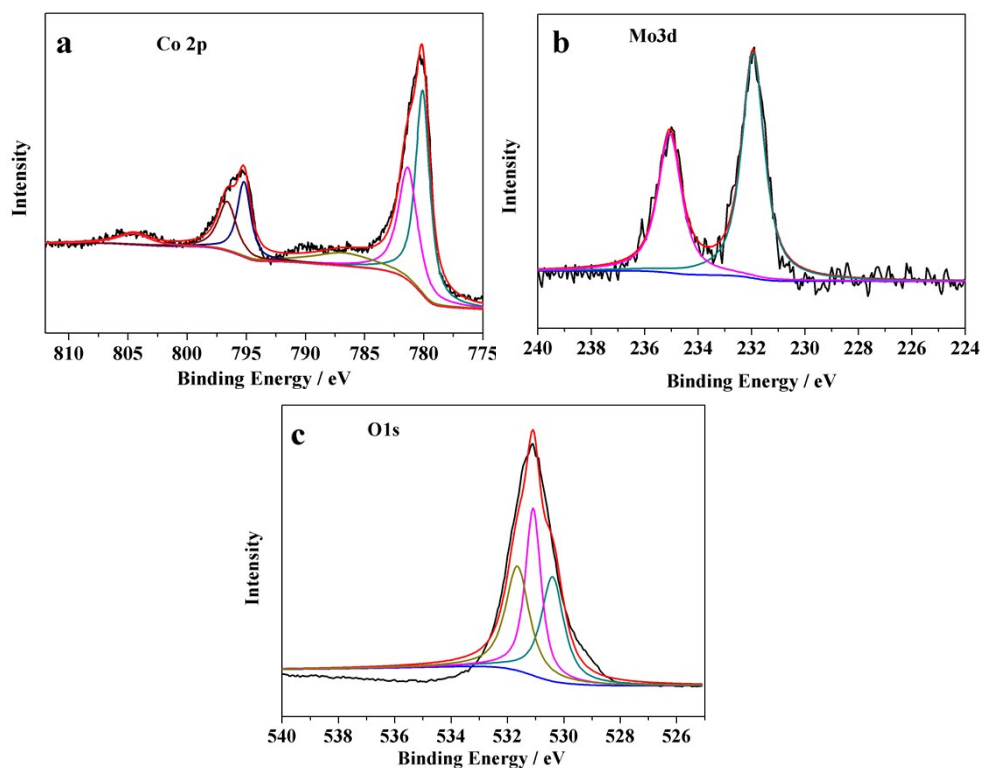 a
Co 2p
Intensity
810 805 800 795 790 785 780 775
Binding Energy / eV
b
Mo3d
Intensity
240 238 236 234 232 230 228 226 224
Binding Energy / eV
c
O1s
Intensity
540 538 536 534 532 530 528 526
Binding Energy / eV